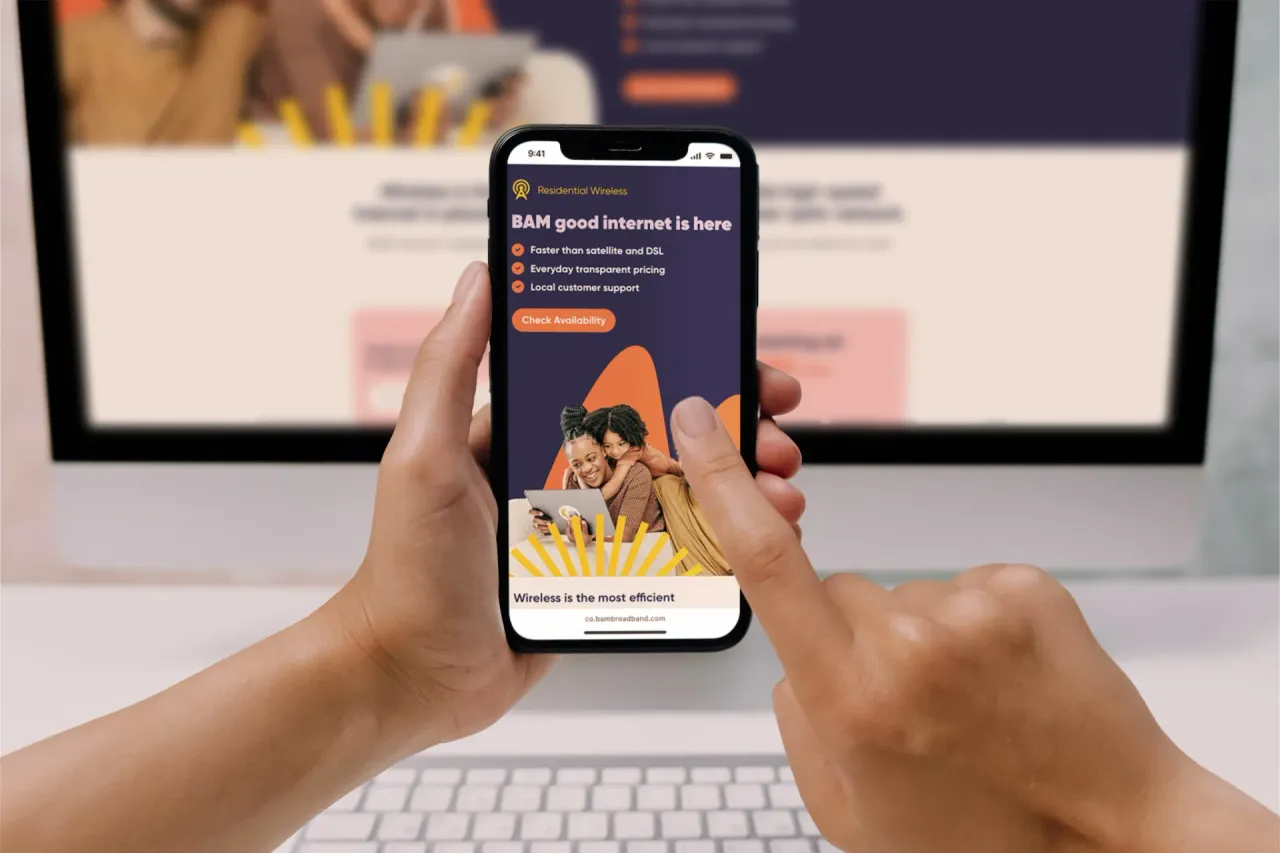 9:41
Residential Wireless
BAM good internet is here
Faster than satellite and DSL
Everyday transparent pricing
Local customer support
Check Availability
Wireless is the most efficient
co.bambroadband.com